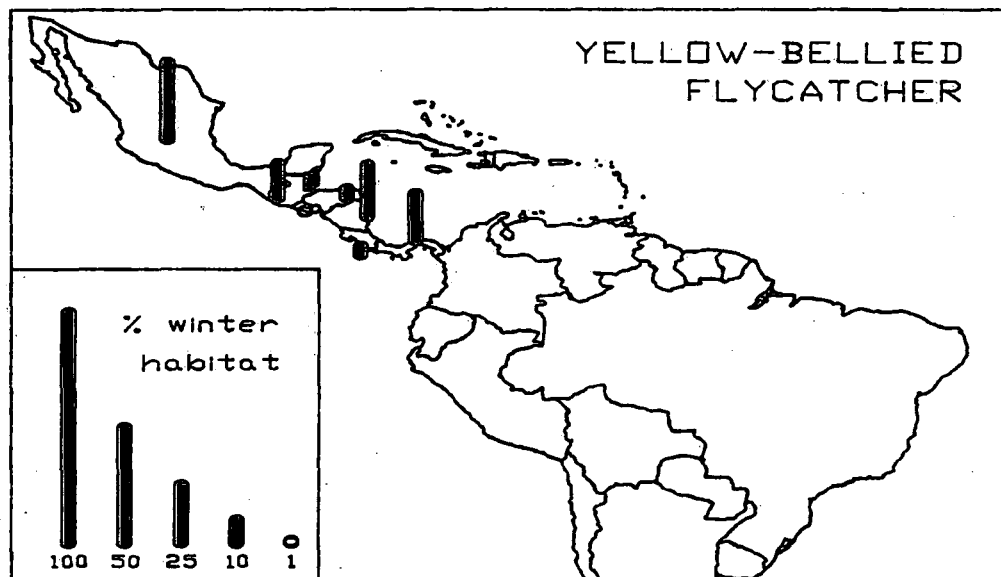 YELLOW-BELLIED
FLYCATCHER
% winter
habitat
100 50 25 10 1